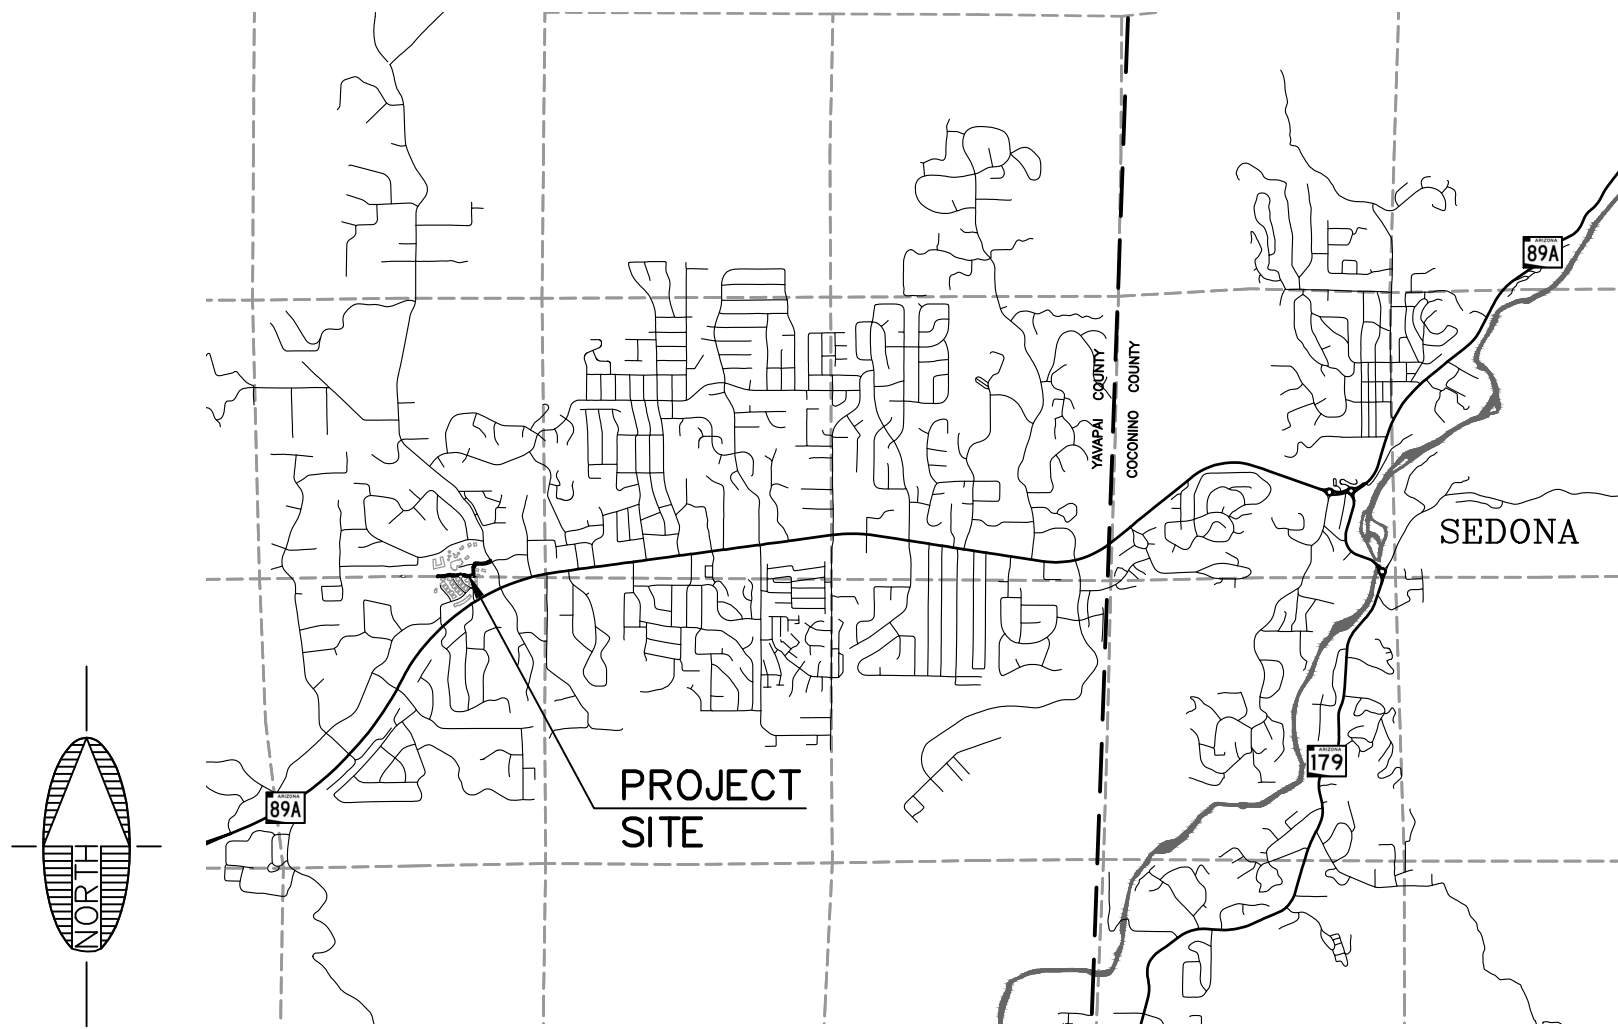 ARIZONA
89A
YAVAPAI COUNTY
COCONINO COUNTY
SEDONA
ARIZONA
179
PROJECT
SITE
ARIZONA
89A
NORTH